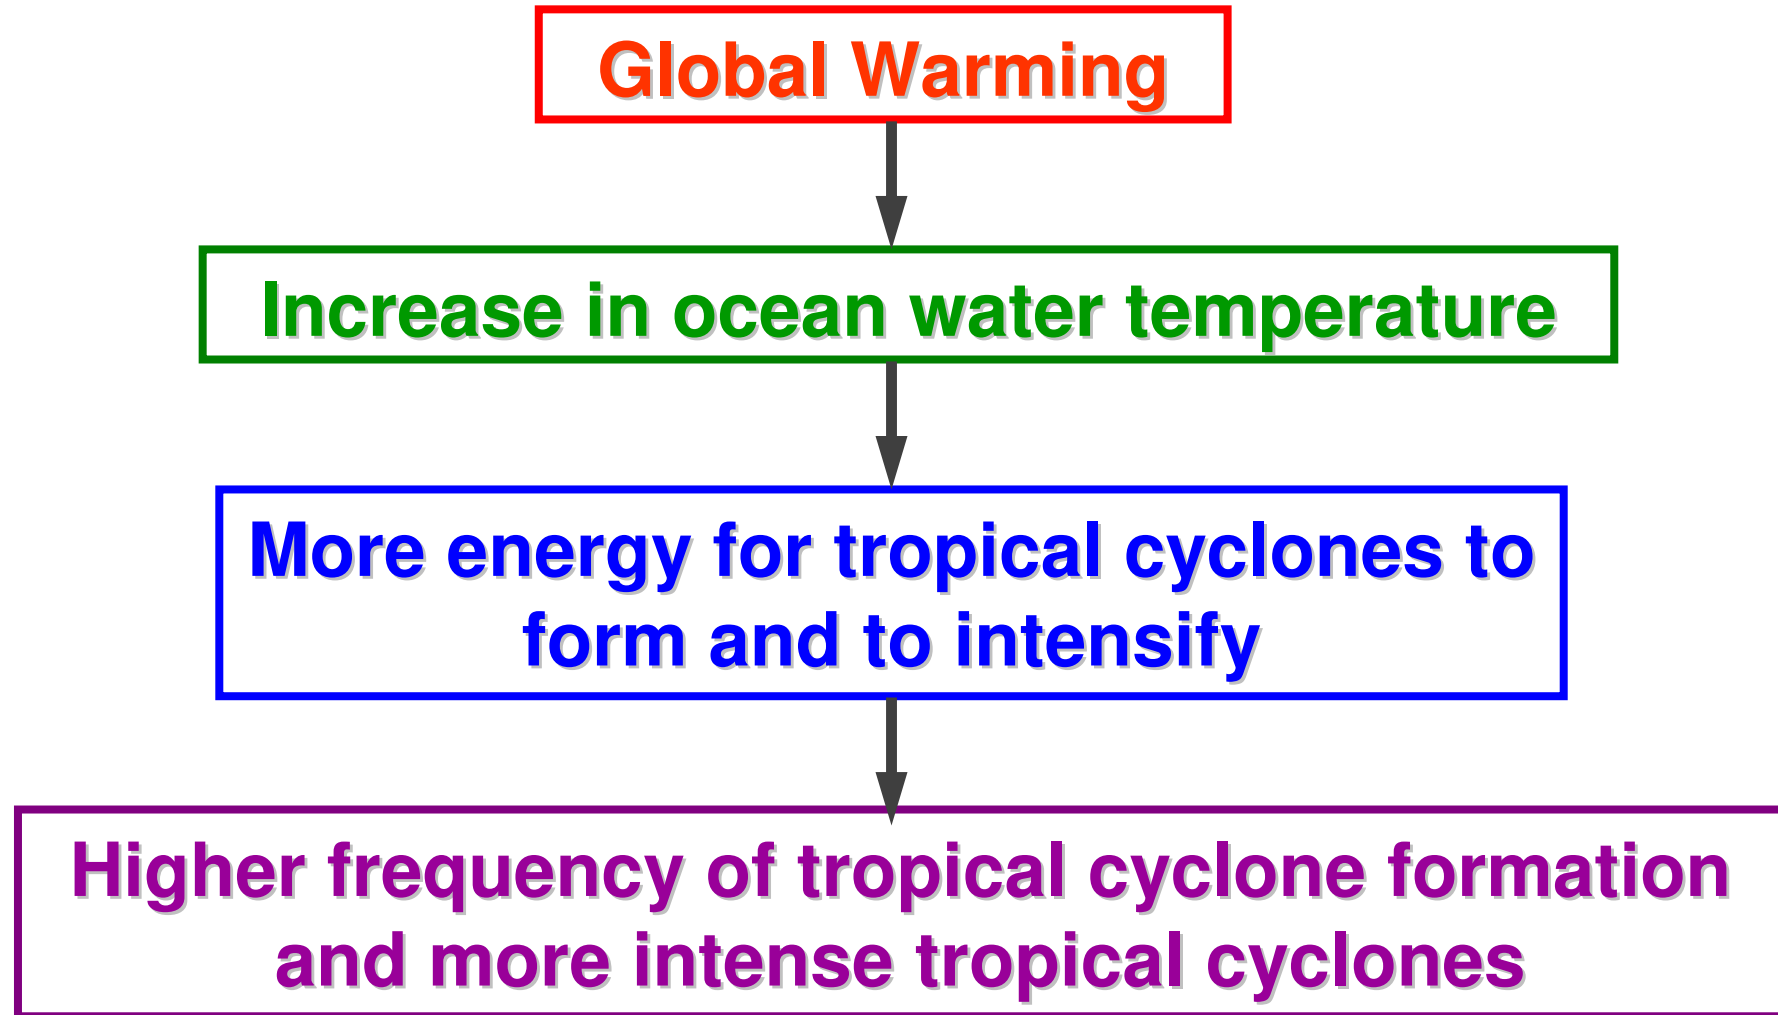 Global Warming
Increase in ocean water temperature
More energy for tropical cyclones to
form and to intensify
Higher frequency of tropical cyclone formation
and more intense tropical cyclones